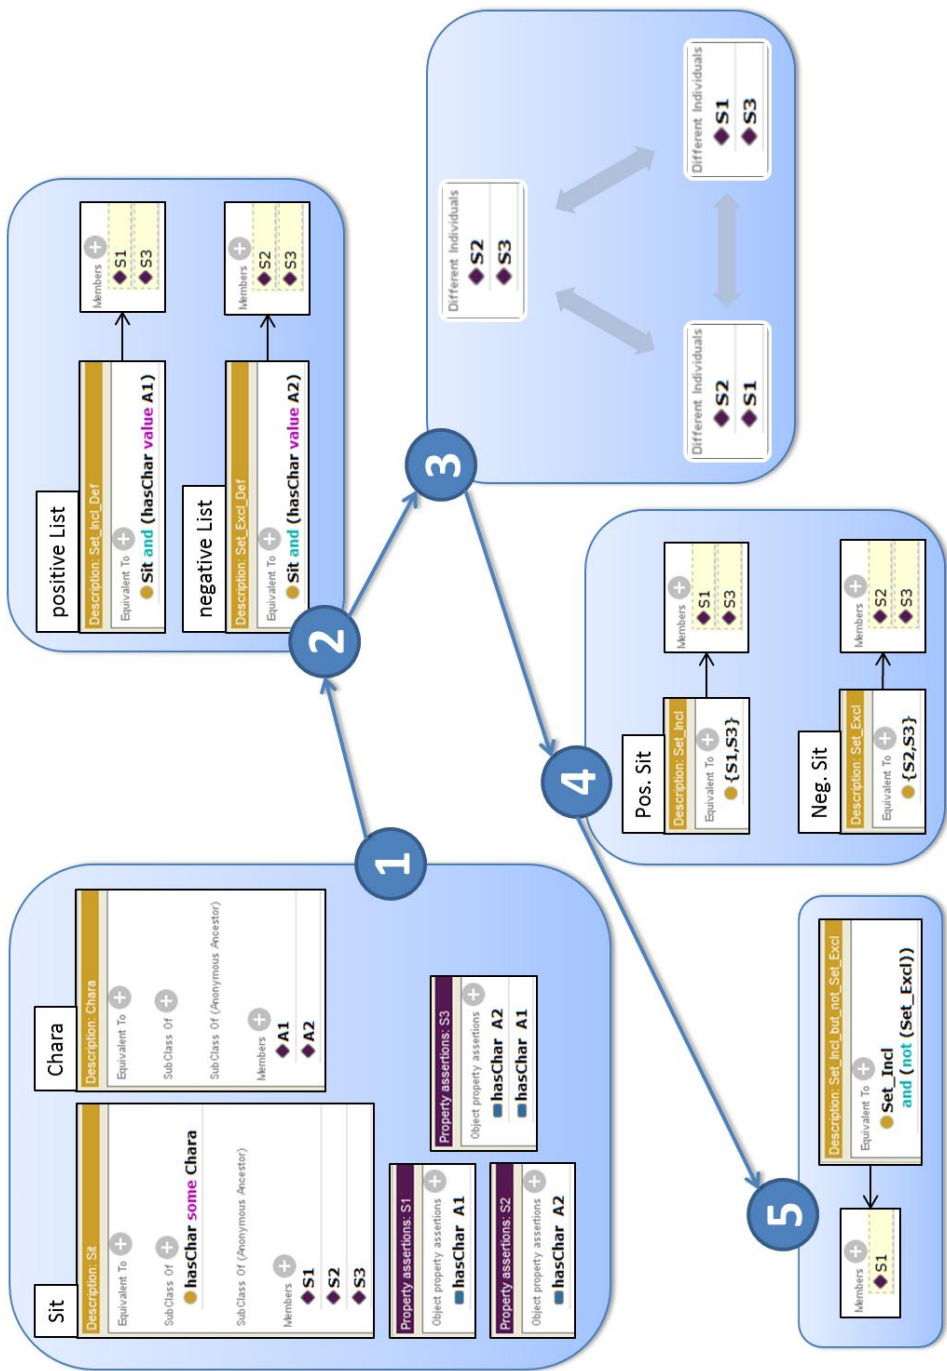 Sit
Description: Sit
Equivalent To
SubClass Of
hasChar some Chara
SubClass Of (Anonymous Ancestor)
Members
S1
S2
S3
Chara
Description: Chara
Equivalent To
SubClass Of
SubClass Of (Anonymous Ancestor)
Members
A1
A2
Property assertions: S1
Object property assertions
hasChar A1
Property assertions: S2
Object property assertions
hasChar A2
Property assertions: S3
Object property assertions
hasChar A2
hasChar A1
1
2
positive List
Description: Set_Incl_Def
Equivalent To
Sit and (hasChar value A1)
Members
S1
S3
negative List
Description: Set_Excl_Def
Equivalent To
Sit and (hasChar value A2)
Members
S2
S3
3
Different Individuals
S2
S3
Different Individuals
S2
S1
Different Individuals
S1
S3
4
Pos. Sit
Description: Set_Incl
Equivalent To
{S1,S3}
Members
S1
S3
Neg. Sit
Description: Set_Excl
Equivalent To
{S2,S3}
Members
S2
S3
5
Description: Set_Incl_but_not_Set_Excl
Equivalent To
Set_Incl
and (not (Set_Excl))
Members
S1